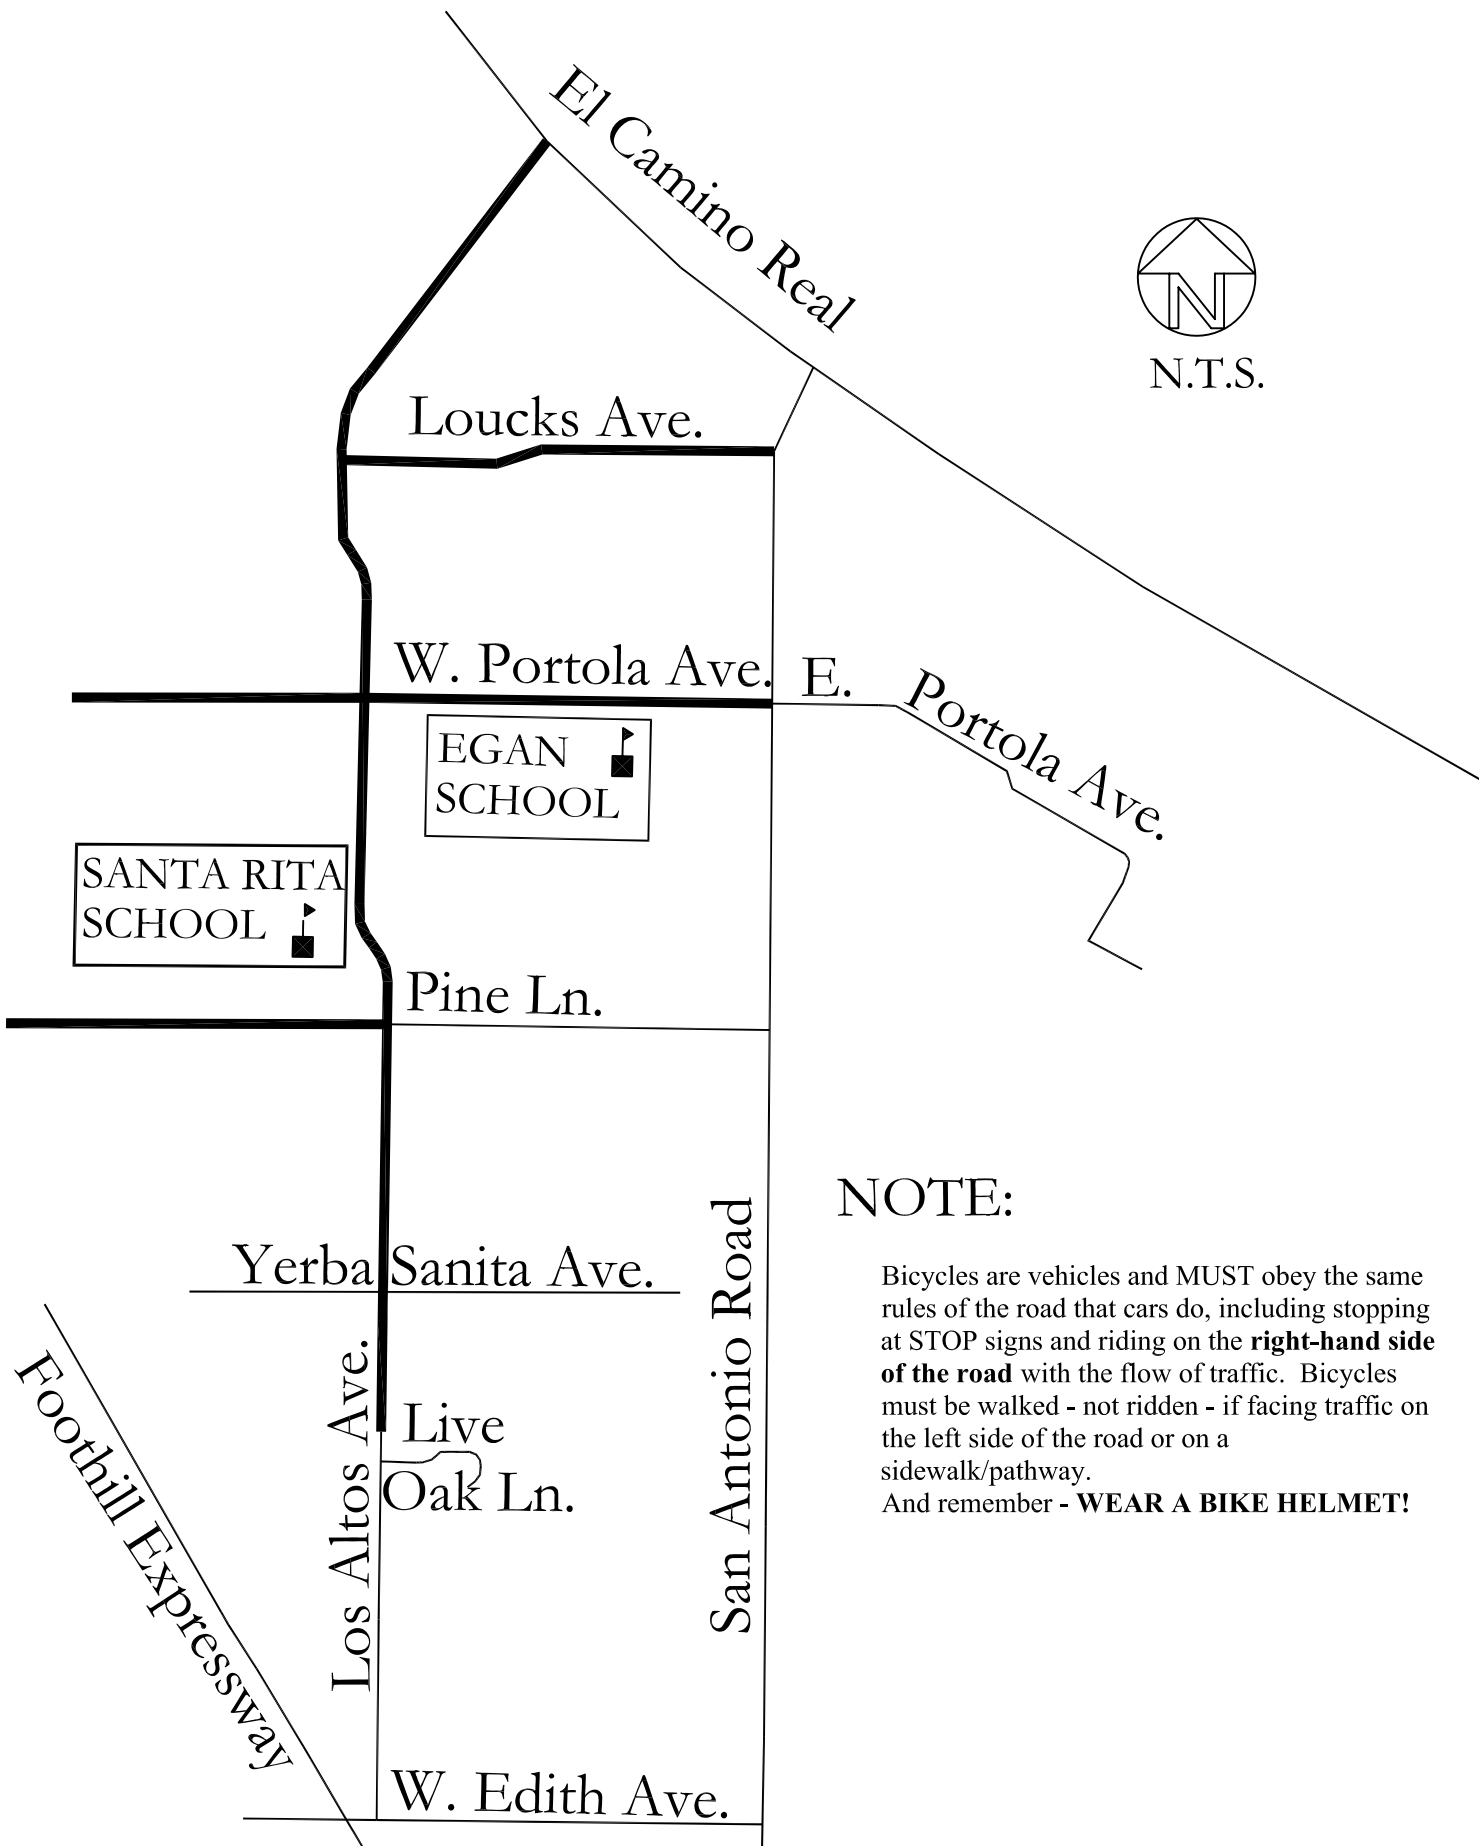 El Camino Real
N
N.T.S.
Loucks Ave.
W. Portola Ave.
E. Portola Ave.
EGAN
SCHOOL
SANTA RITA
SCHOOL
Pine Ln.
NOTE:
Bicycles are vehicles and MUST obey the same
rules of the road that cars do, including stopping
at STOP signs and riding on the right-hand side
of the road with the flow of traffic. Bicycles
must be walked - not ridden - if facing traffic on
the left side of the road or on a
sidewalk/pathway.
And remember - WEAR A BIKE HELMET!
Yerba Sanita Ave.
San Antonio Road
Los Altos Ave.
Live
Oak Ln.
Foothill Expressway
W. Edith Ave.